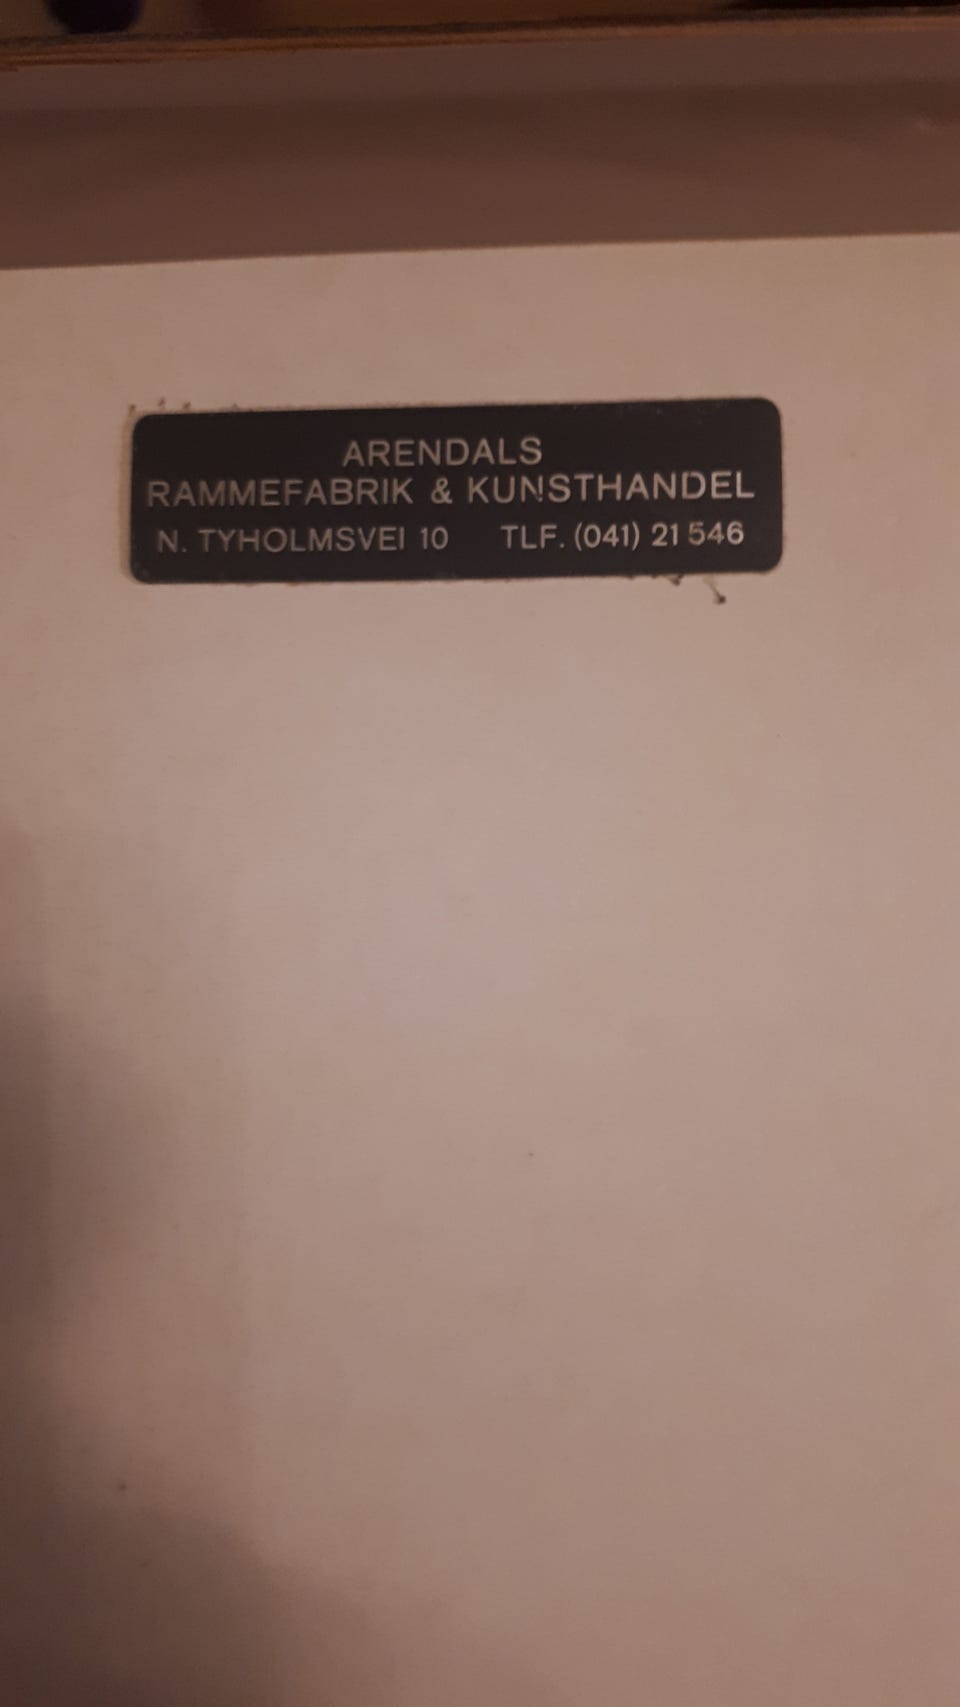 ARENDALS
RAMMEFABRIK & KUNSTHANDEL
N. TYHOLMSVEI 10 TLF. (041) 21 546